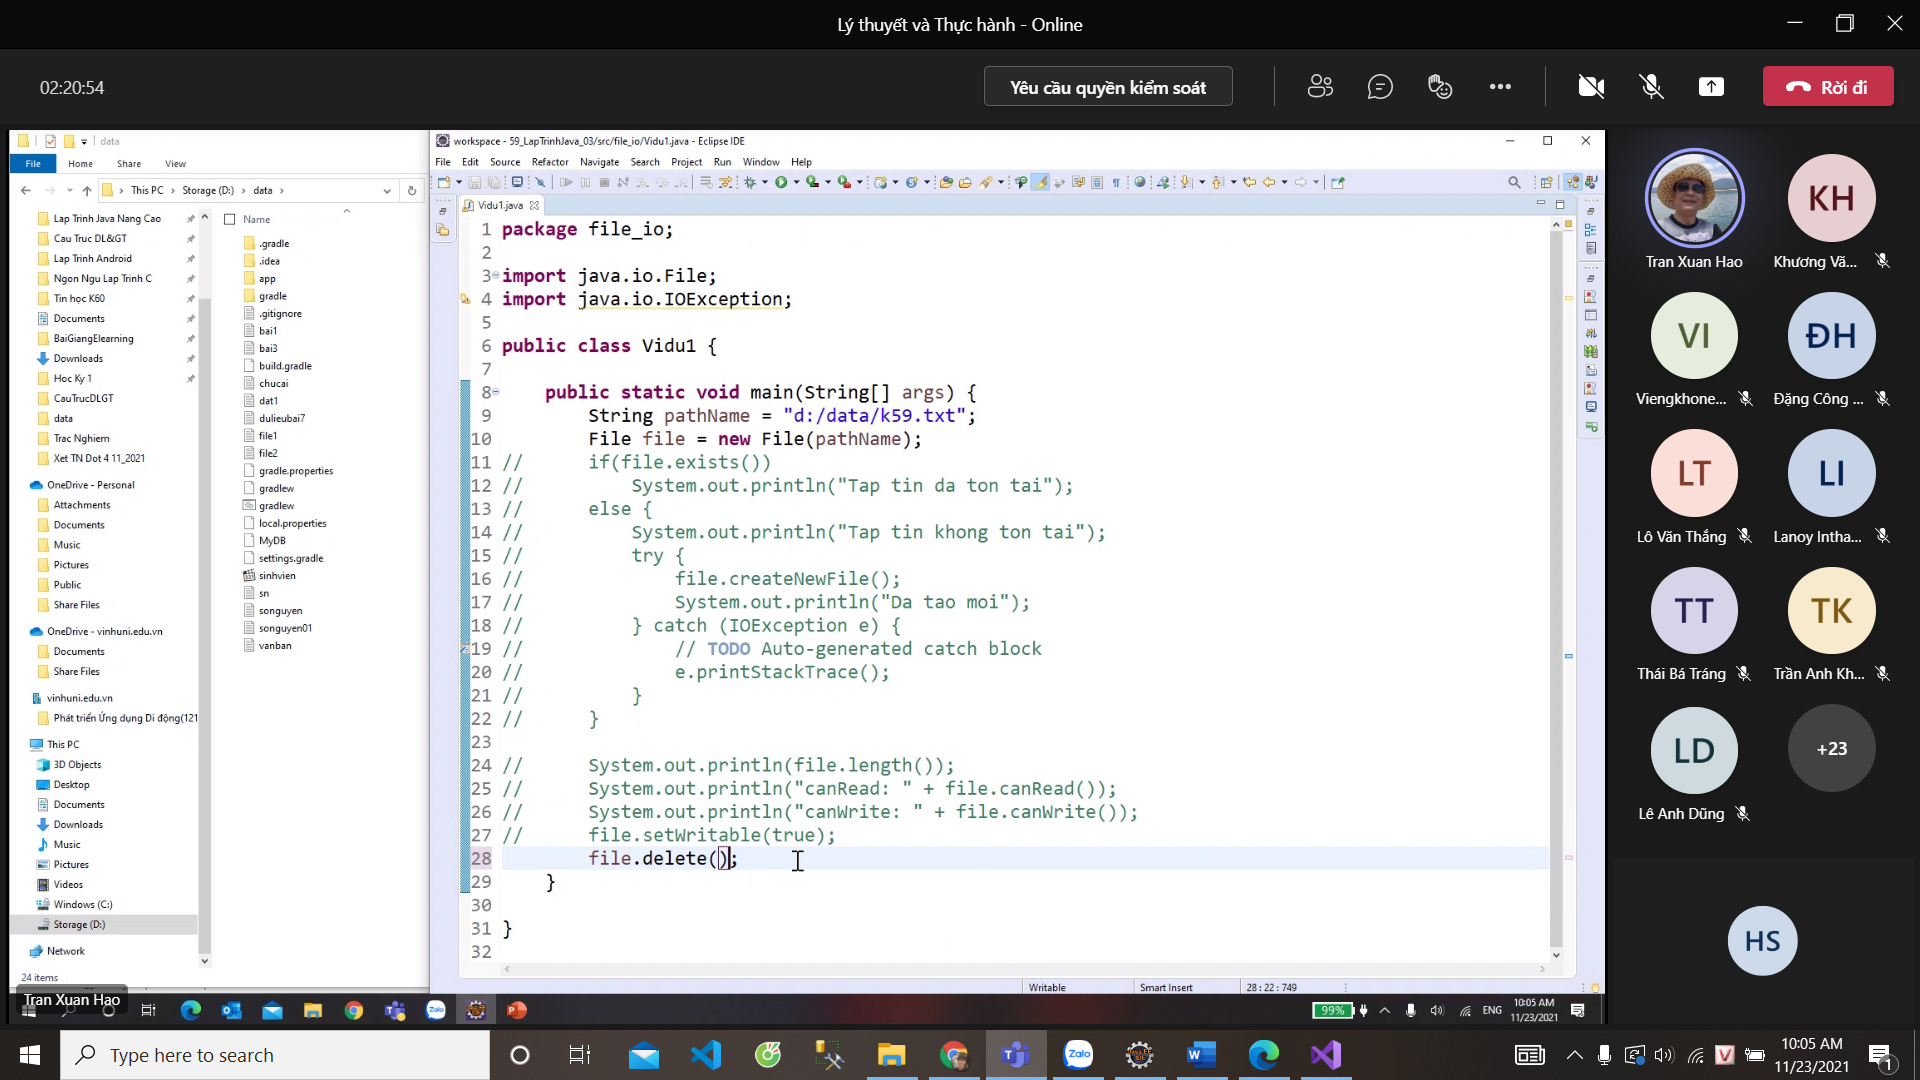 Lý thuyết và Thực hành - Online
02:20:54
Yêu cầu quyền kiểm soát
Rời đi
data
File Home Share View
This PC > Storage (D:) > data >
Lap Trinh Java Nang Cao
Cau Truc DL&GT
Lap Trinh Android
Ngon Ngu Lap Trinh C
Tin học K60
Documents
BaiGiangElearning
Downloads
Hoc Ky 1
CauTrucDLGT
data
Trac Nghiem
Xet TN Dot 4 11_2021
OneDrive - Personal
Attachments
Documents
Music
Pictures
Public
Share Files
OneDrive - vinhuni.edu.vn
Documents
Share Files
vinhuni.edu.vn
Phát triển Ứng dụng Di động(121
This PC
3D Objects
Desktop
Documents
Downloads
Music
Pictures
Videos
Windows (C:)
Storage (D:)
Network
24 items
Name
.gradle
.idea
app
gradle
.gitignore
bai1
bai3
build.gradle
chucai
dat1
dulieubai7
file1
file2
gradle.properties
gradlew
gradlew
local.properties
MyDB
settings.gradle
sinhvien
sn
songuyen
songuyen01
vanban
workspace - 59_LapTrinhJava_03/src/file_io/Vidu1.java - Eclipse IDE
File Edit Source Refactor Navigate Search Project Run Window Help
Vidu1.java
1 package file_io;
2
3 import java.io.File;
4 import java.io.IOException;
5
6 public class Vidu1 {
7
8 public static void main(String[] args) {
9 String pathName = "d:/data/k59.txt";
10 File file = new File(pathName);
11 // if(file.exists())
12 // System.out.println("Tap tin da ton tai");
13 // else {
14 // System.out.println("Tap tin khong ton tai");
15 // try {
16 // file.createNewFile();
17 // System.out.println("Da tao moi");
18 // } catch (IOException e) {
19 // // TODO Auto-generated catch block
20 // e.printStackTrace();
21 // }
22 // }
23
24 // System.out.println(file.length());
25 // System.out.println("canRead: " + file.canRead());
26 // System.out.println("canWrite: " + file.canWrite());
27 // file.setWritable(true);
28 file.delete();
29 }
30
31 }
32
Writable Smart Insert 28 : 22 : 749
Tran Xuan Hao
99% ENG 10:05 AM
11/23/2021
Tran Xuan Hao
KH
Khương Vă...
VI
Viengkhone...
ĐH
Đặng Công ...
LT
Lô Văn Thắng
LI
Lanoy Intha...
TT
Thái Bá Tráng
TK
Trần Anh Kh...
LD
Lê Anh Dũng
+23
HS
Type here to search
Zalo
10:05 AM
11/23/2021
1